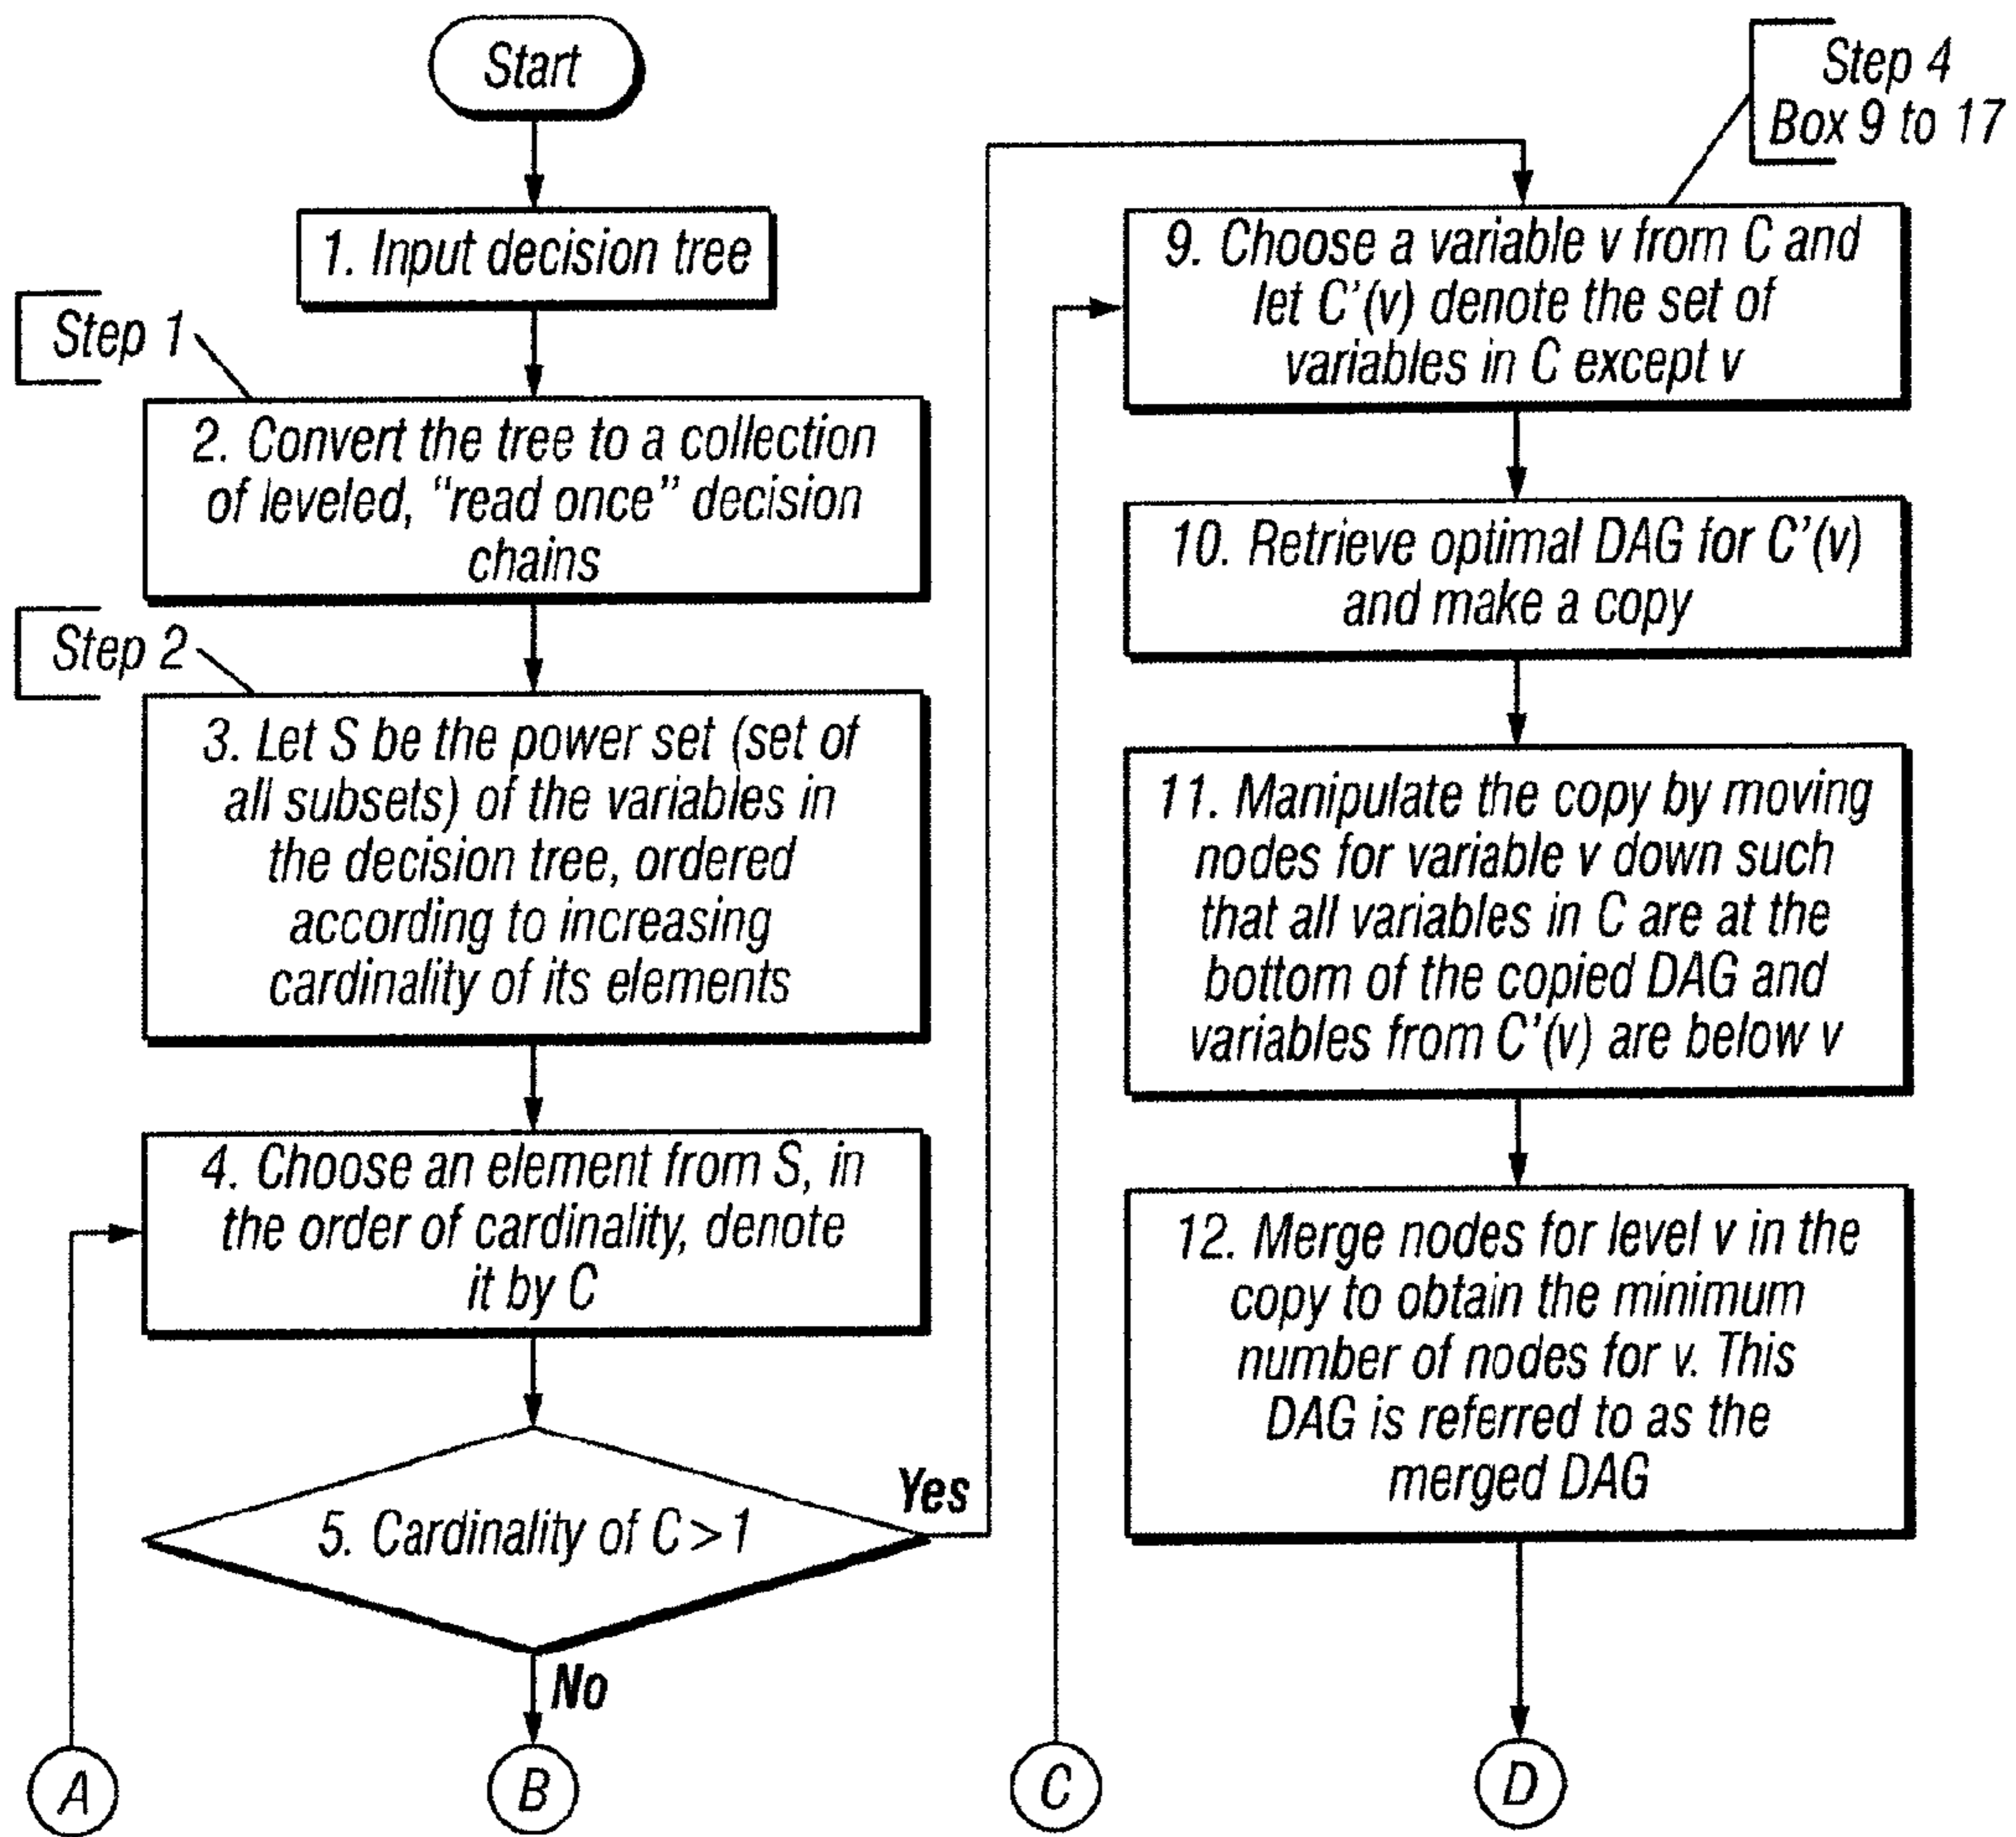 Start
1. Input decision tree
Step 1
2. Convert the tree to a collection
of leveled, “read once” decision
chains
Step 2
3. Let S be the power set (set of
all subsets) of the variables in
the decision tree, ordered
according to increasing
cardinality of its elements
4. Choose an element from S, in
the order of cardinality, denote
it by C
5. Cardinality of C > 1
Yes
No
A
B
Step 4
Box 9 to 17
9. Choose a variable v from C and
let C’(v) denote the set of
variables in C except v
10. Retrieve optimal DAG for C’(v)
and make a copy
11. Manipulate the copy by moving
nodes for variable v down such
that all variables in C are at the
bottom of the copied DAG and
variables from C’(v) are below v
12. Merge nodes for level v in the
copy to obtain the minimum
number of nodes for v. This
DAG is referred to as the
merged DAG
C
D